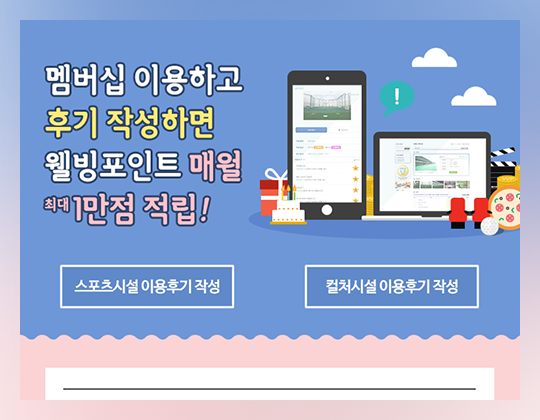 멤버십 이용하고
후기 작성하면
웰빙포인트 매월
최대 1만점 적립!
!
스포츠시설 이용후기 작성
컬처시설 이용후기 작성